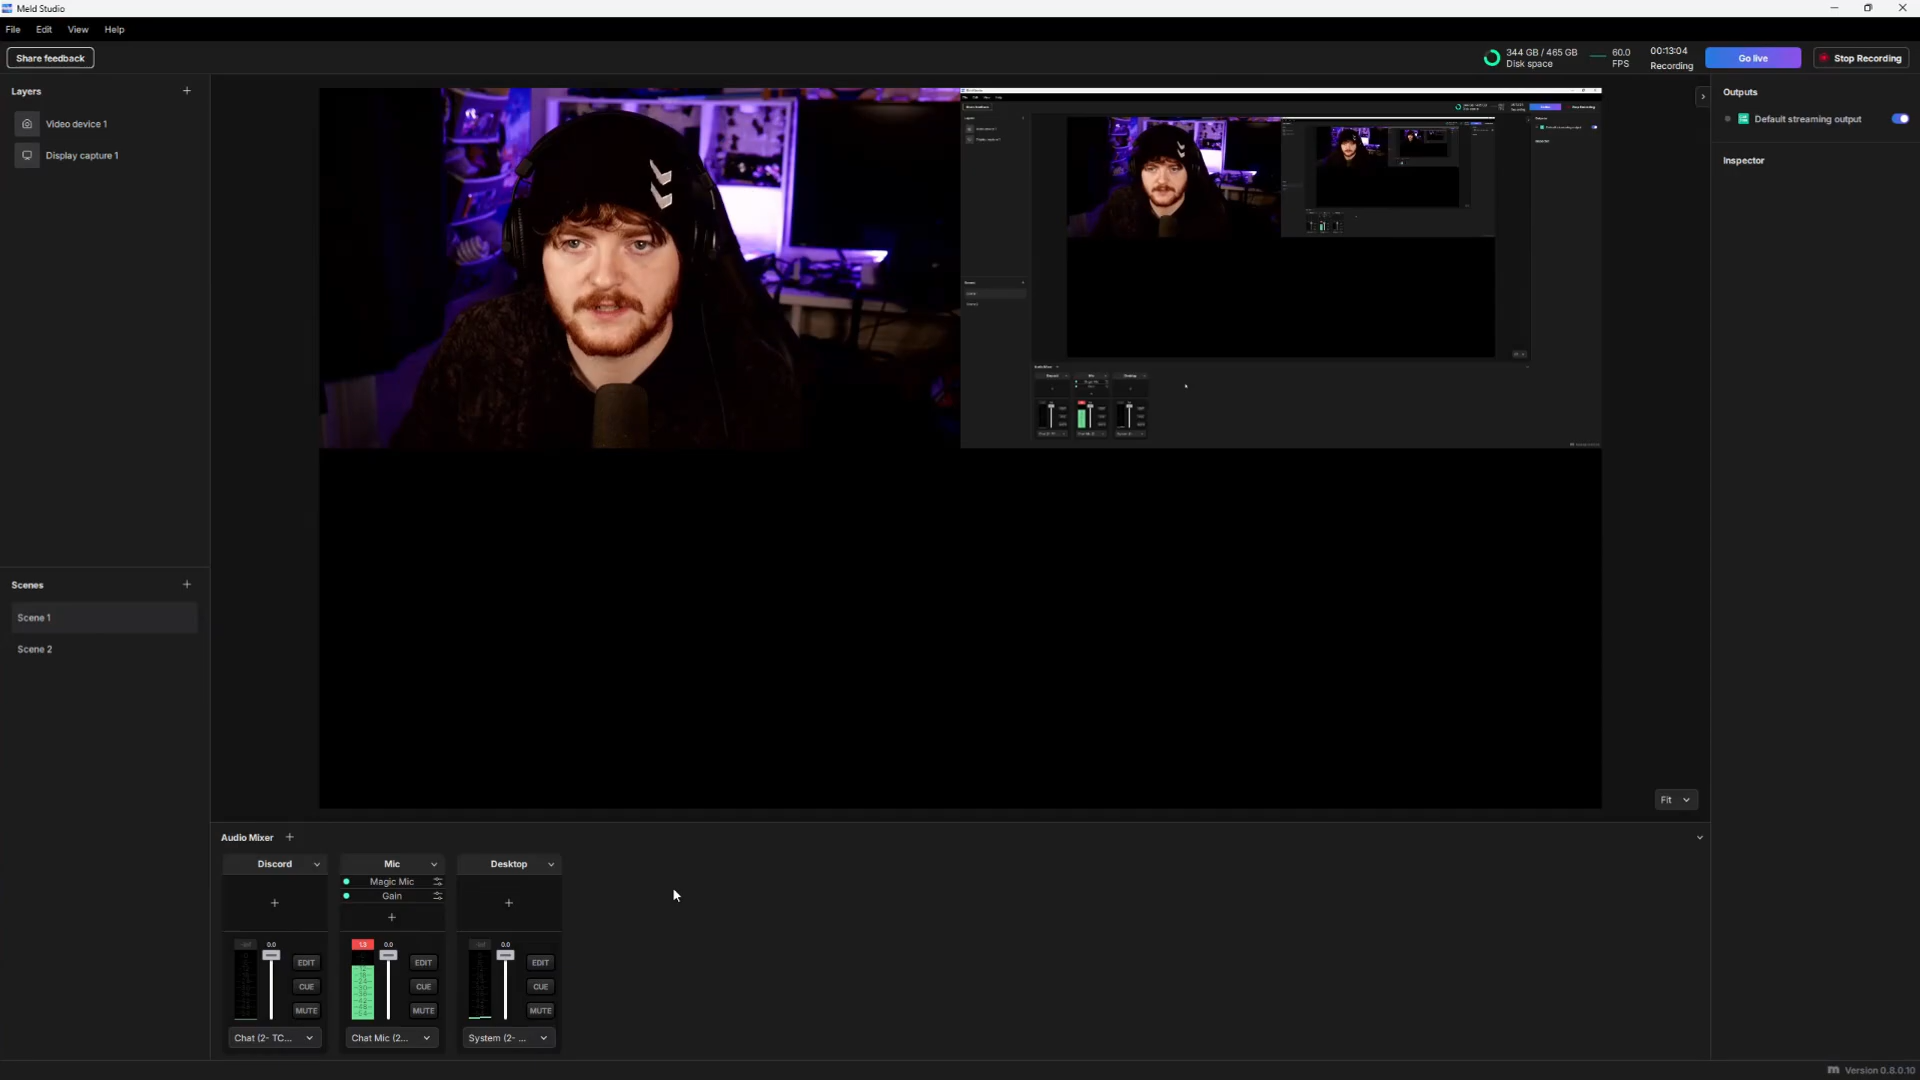 Meld Studio
File Edit View Help
Share feedback
344 GB / 465 GB
Disk space
60.0
FPS
00:13:04
Recording
Go live
Stop Recording
Layers +
Video device 1
Display capture 1
Outputs
Default streaming output
Inspector
Scenes +
Scene 1
Scene 2
Fit
Audio Mixer +
Discord
Mic
Desktop
Magic Mic
Gain
+
+
+
-inf 0.0
1.3 0.0
-inf 0.0
EDIT
CUE
MUTE
EDIT
CUE
MUTE
EDIT
CUE
MUTE
Chat (2- TC...
Chat Mic (2...
System (2- ...
Version 0.8.0.10